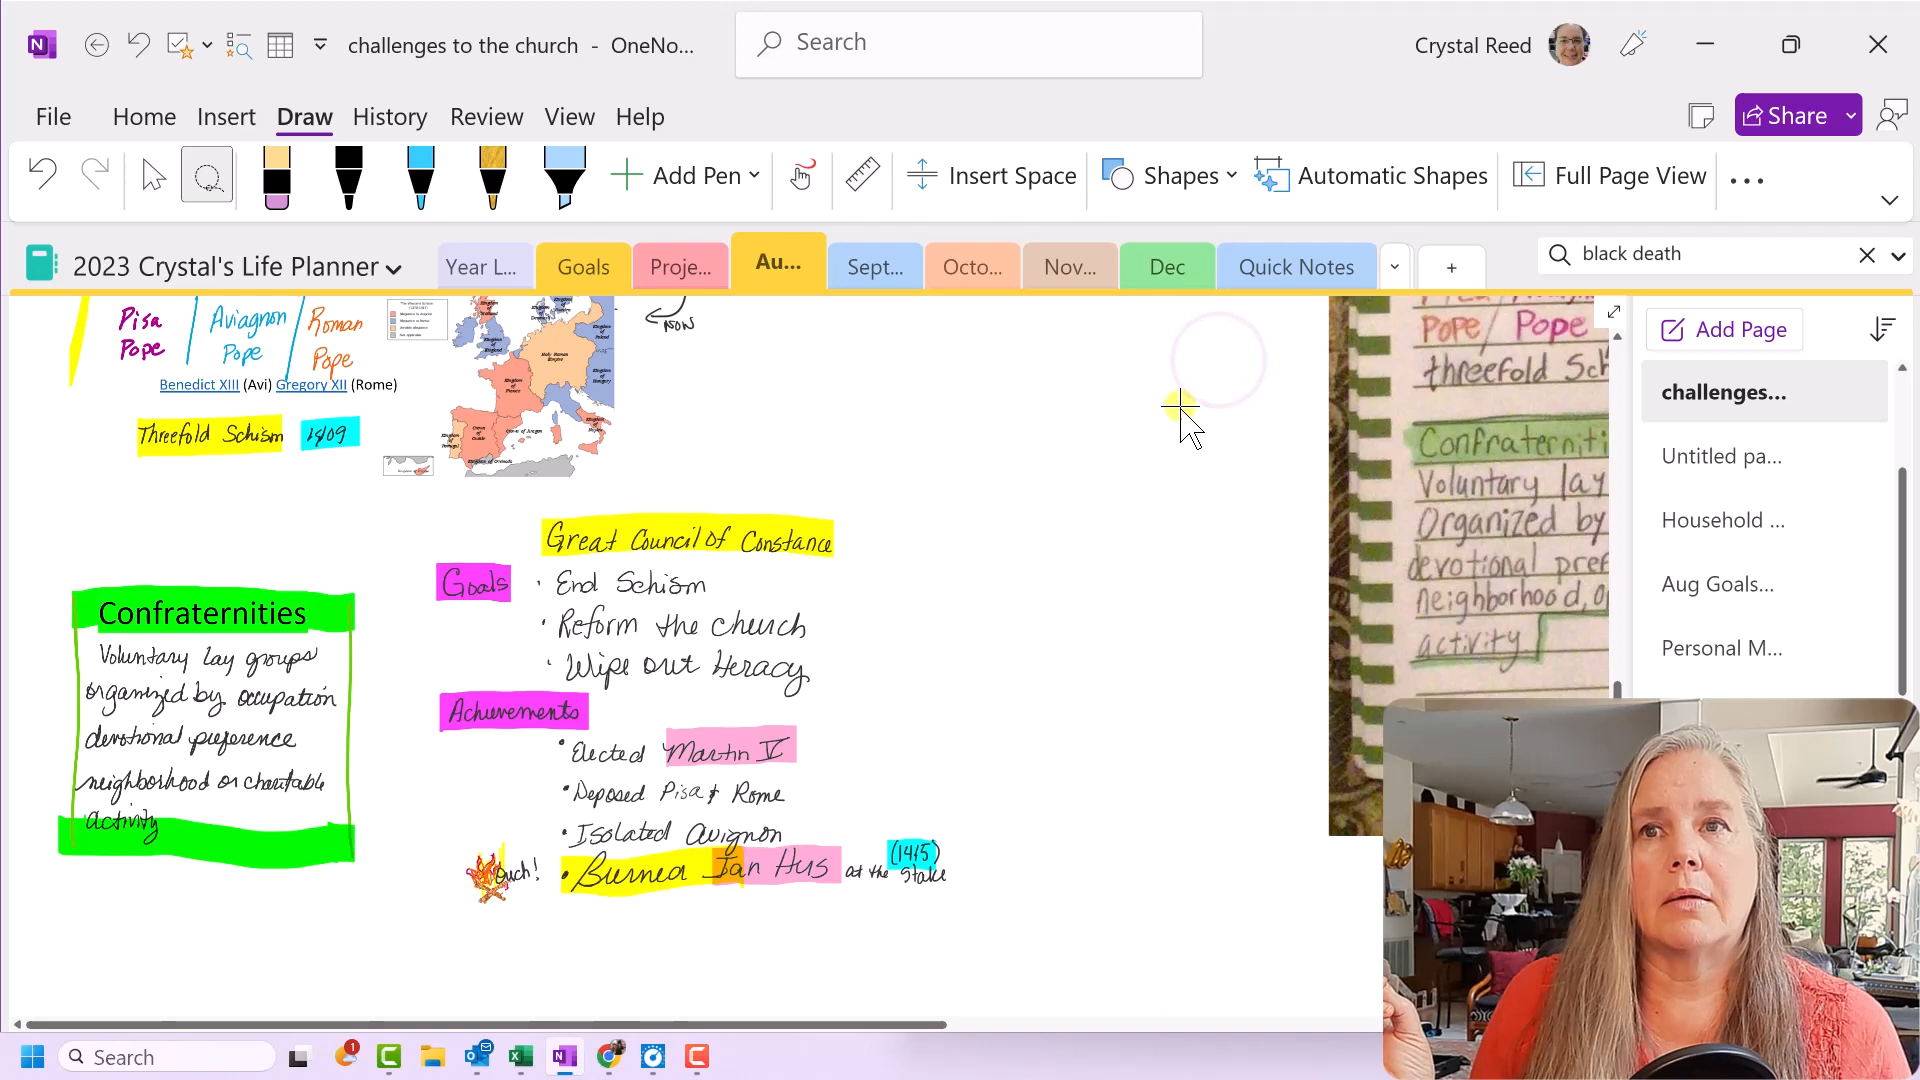 challenges to the church - OneNo...
Search
Crystal Reed
File Home Insert Draw History Review View Help
Share
Add Pen
Insert Space
Shapes
Automatic Shapes
Full Page View
2023 Crystal's Life Planner
Year L...
Goals
Proje...
Au...
Sept...
Octo...
Nov...
Dec
Quick Notes
black death
Pisa Pope
Aviagnon Pope
Roman Pope
Now
Benedict XIII (Avi) Gregory XII (Rome)
Threefold Schism 1409
Great Council of Constance
Goals
· End Schism
· Reform the church
· Wipe out Heracy
Achievements
• Elected Martin V
• Deposed Pisa & Rome
• Isolated Avignon
ouch! • Burned Jan Hus at the Stake (1415)
Confraternities
Voluntary lay groups
organized by occupation
devotional preference
neighborhood or charitable
activity
Pope/ Pope
threefold Sch
Confraterniti
Voluntary lay
Organized by
devotional pref
neighborhood, o
activity
Add Page
challenges...
Untitled pa...
Household ...
Aug Goals...
Personal M...
Search
1